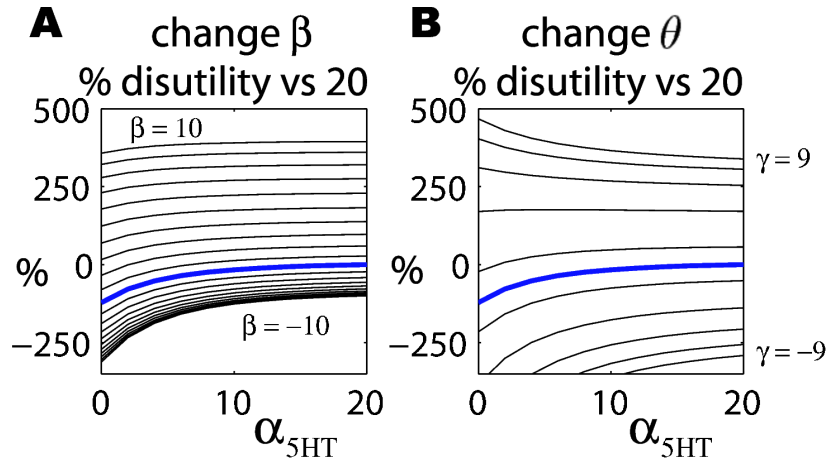 A
change β
% disutility vs 20
500
250
0
−250
%
β = 10
β = −10
0
10
20
α5HT
B
change θ
% disutility vs 20
500
250
0
−250
%
γ = 9
γ = −9
0
10
20
α5HT